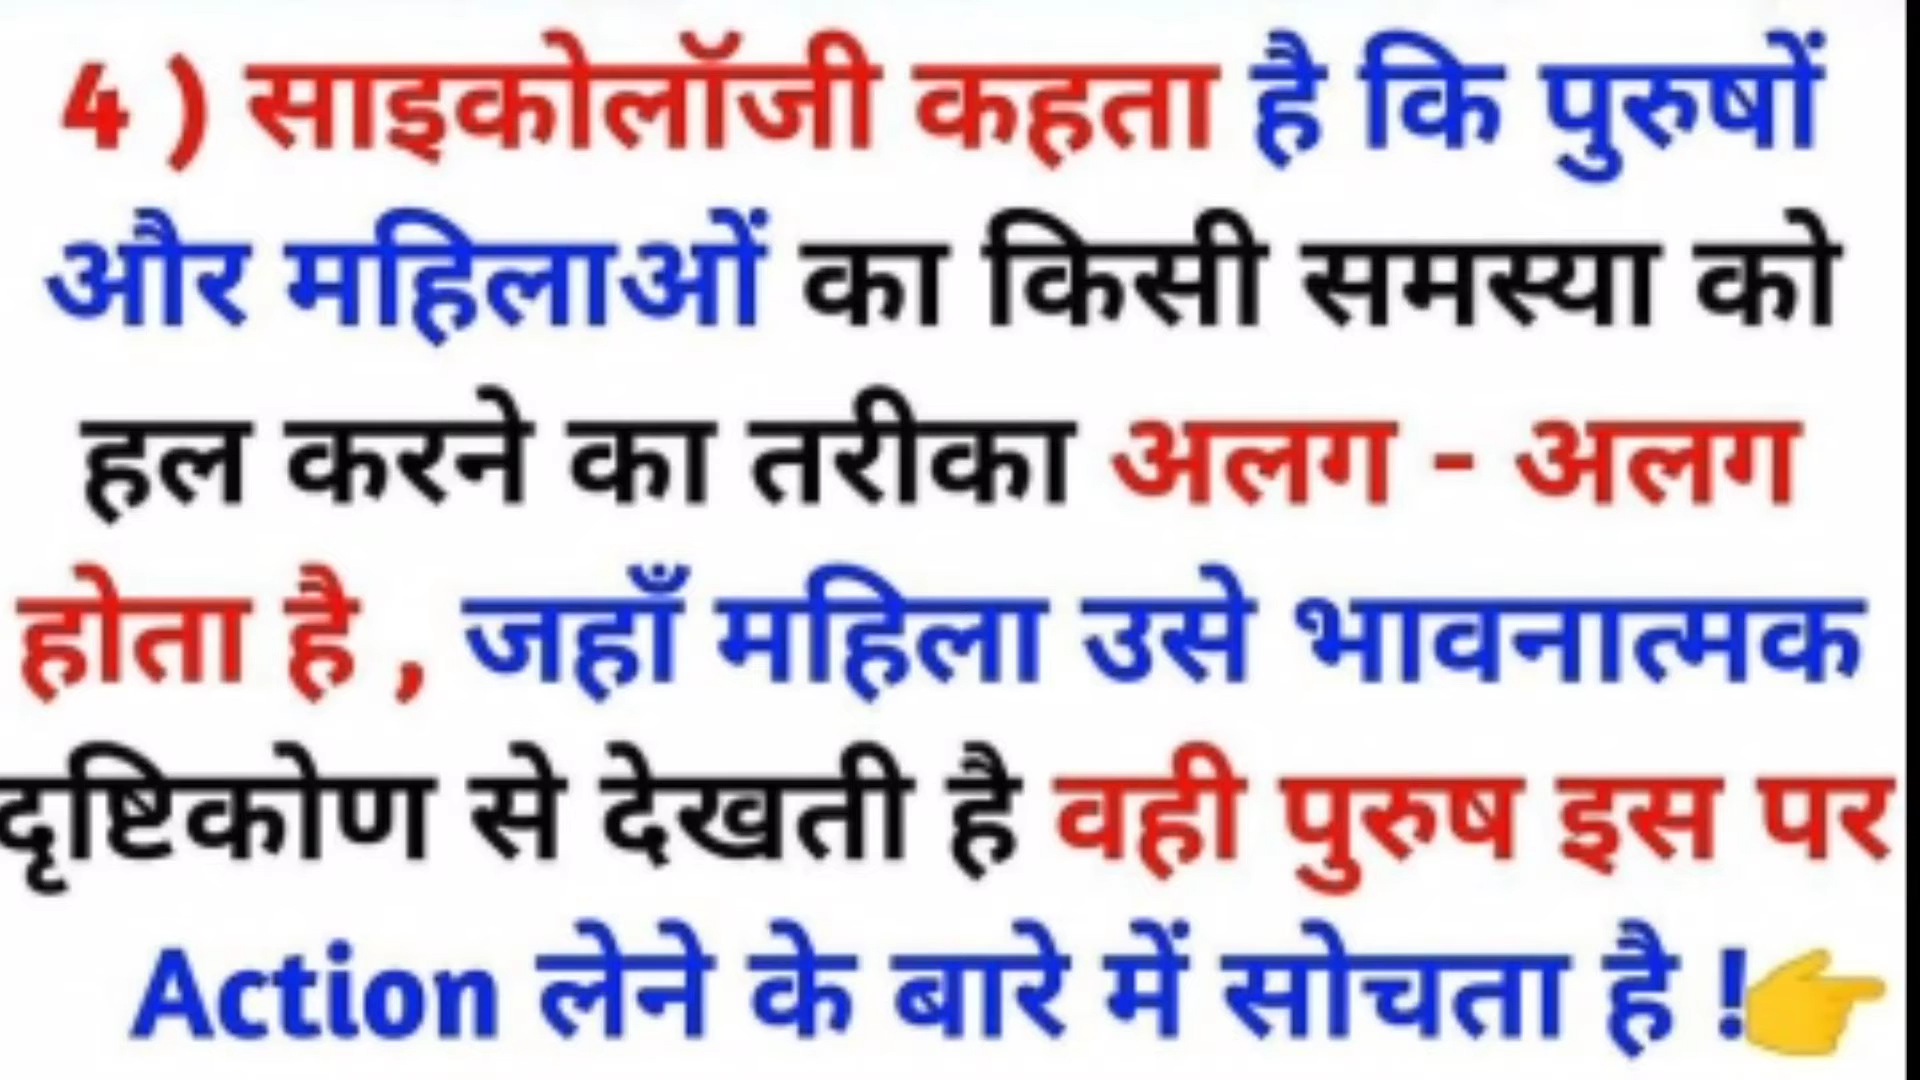 4 ) साइकोलॉजी कहता है कि पुरुषों
और महिलाओं का किसी समस्या को
हल करने का तरीका अलग - अलग
होता है , जहाँ महिला उसे भावनात्मक
दृष्टिकोण से देखती है वही पुरुष इस पर
Action लेने के बारे में सोचता है !👉